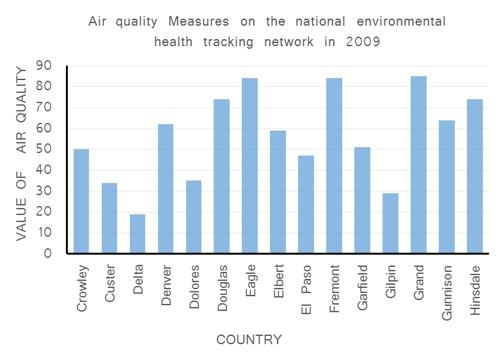 Air quality Measures on the national environmental
health tracking network in 2009
VALUE OF AIR QUALITY
90
80
70
60
50
40
30
20
10
0
Crowley
Custer
Delta
Denver
Dolores
Douglas
Eagle
Elbert
El Paso
Fremont
Garfield
Gilpin
Grand
Gunnison
Hinsdale
COUNTRY